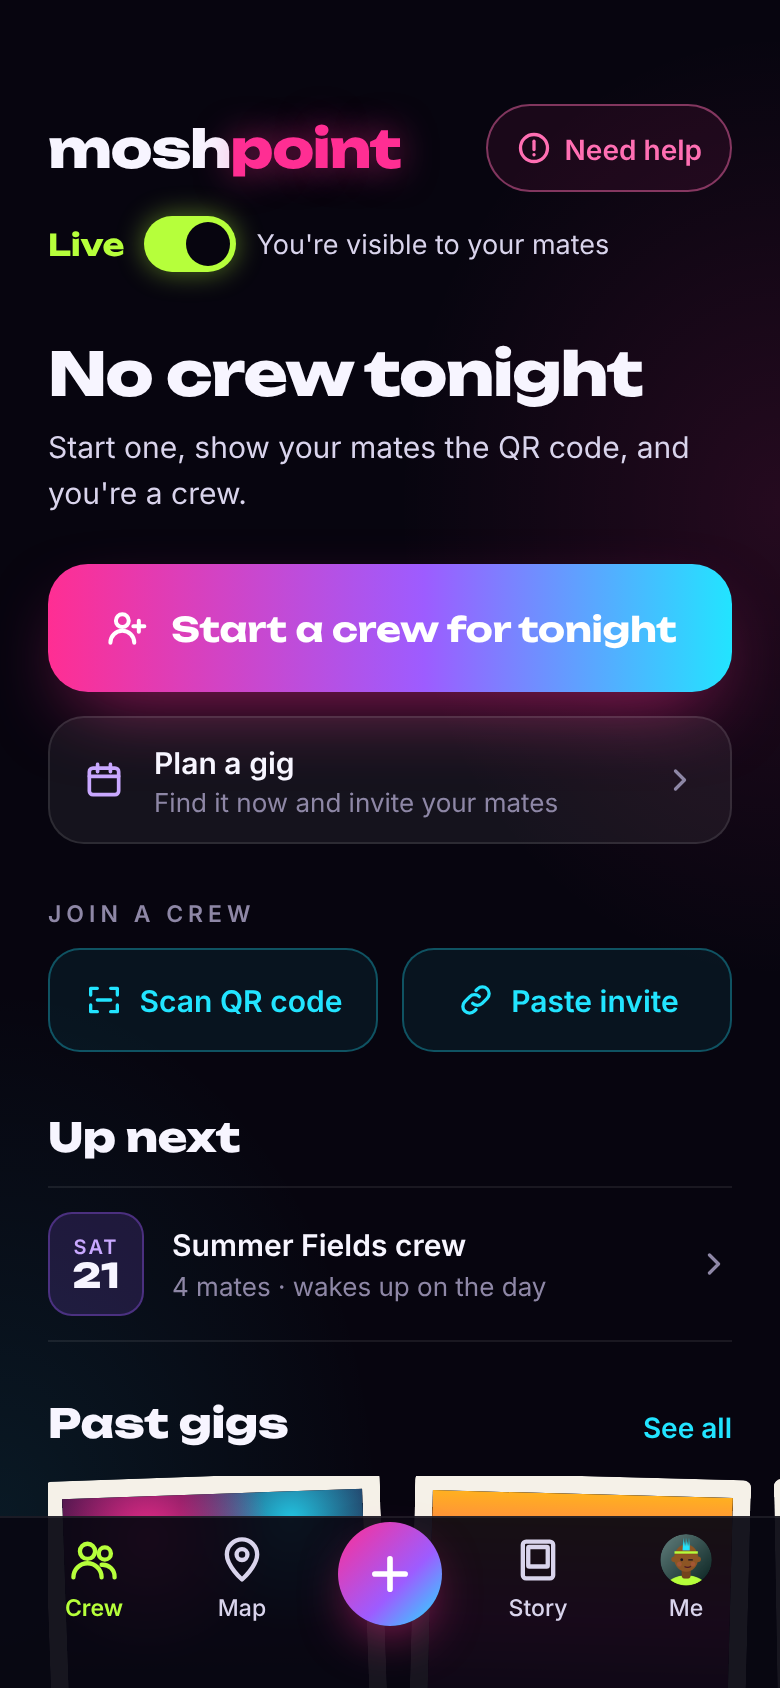 moshpoint
Need help
Live
You're visible to your mates
No crew tonight
Start one, show your mates the QR code, and
you're a crew.
Start a crew for tonight
Plan a gig
Find it now and invite your mates
JOIN A CREW
Scan QR code
Paste invite
Up next
SAT
21
Summer Fields crew
4 mates · wakes up on the day
Past gigs
See all
Crew
Map
Story
Me